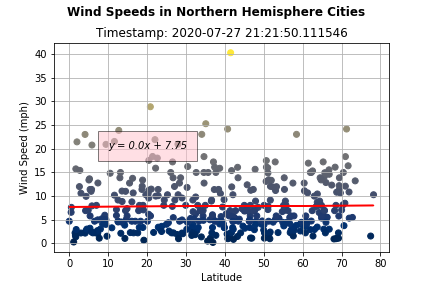 Wind Speeds in Northern Hemisphere Cities
Timestamp: 2020-07-27 21:21:50.111546
Wind Speed (mph)
40
35
30
25
20
15
10
5
0
y = 0.0x + 7.75
0 10 20 30 40 50 60 70 80
Latitude